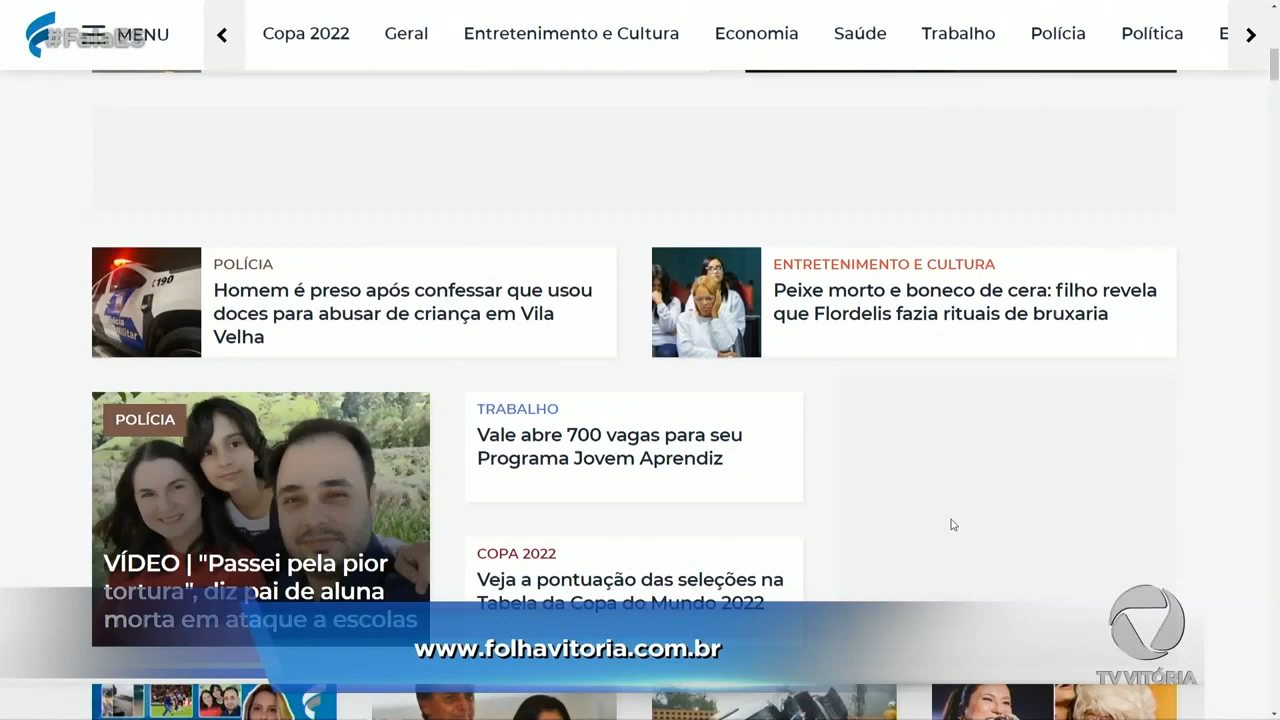 #FalaES
MENU
Copa 2022
Geral
Entretenimento e Cultura
Economia
Saúde
Trabalho
Polícia
Política
E
C190
POLÍCIA
Homem é preso após confessar que usou
doces para abusar de criança em Vila
Velha
ENTRETENIMENTO E CULTURA
Peixe morto e boneco de cera: filho revela
que Flordelis fazia rituais de bruxaria
POLÍCIA
VÍDEO | "Passei pela pior
tortura", diz pai de aluna
morta em ataque a escolas
TRABALHO
Vale abre 700 vagas para seu
Programa Jovem Aprendiz
COPA 2022
Veja a pontuação das seleções na
Tabela da Copa do Mundo 2022
www.folhavitoria.com.br
TV VITÓRIA